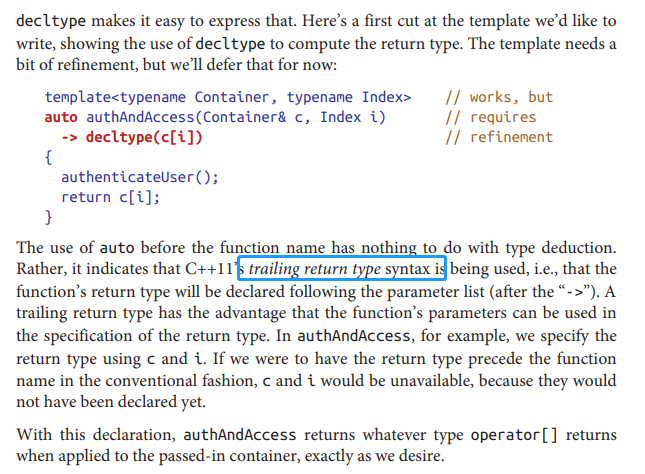 decltype makes it easy to express that. Here’s a first cut at the template we’d like to
write, showing the use of decltype to compute the return type. The template needs a
bit of refinement, but we’ll defer that for now:
template<typename Container, typename Index> // works, but
auto authAndAccess(Container& c, Index i) // requires
-> decltype(c[i]) // refinement
{
authenticateUser();
return c[i];
}
The use of auto before the function name has nothing to do with type deduction.
Rather, it indicates that C++11’s trailing return type syntax is being used, i.e., that the
function’s return type will be declared following the parameter list (after the “->”). A
trailing return type has the advantage that the function’s parameters can be used in
the specification of the return type. In authAndAccess, for example, we specify the
return type using c and i. If we were to have the return type precede the function
name in the conventional fashion, c and i would be unavailable, because they would
not have been declared yet.
With this declaration, authAndAccess returns whatever type operator[] returns
when applied to the passed-in container, exactly as we desire.